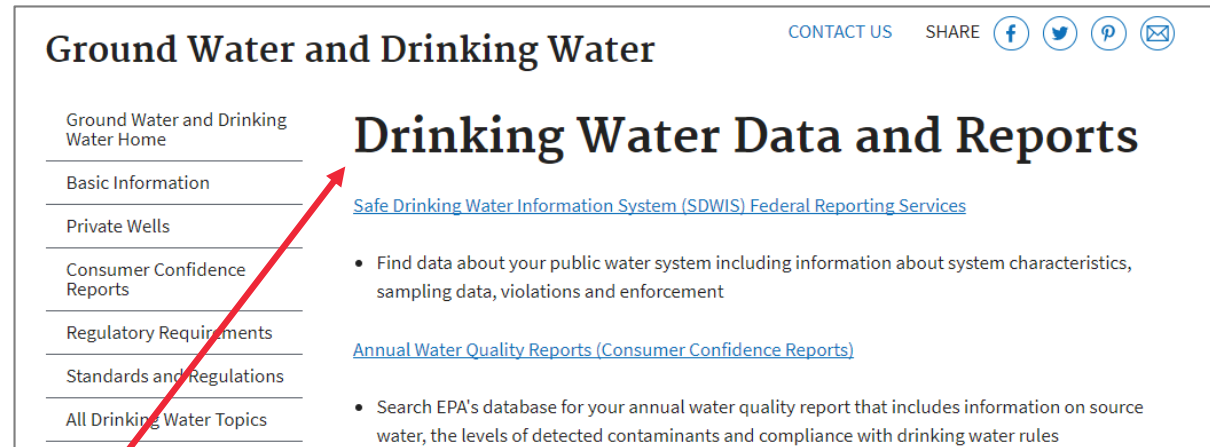 Ground Water and Drinking Water
CONTACT US
SHARE
Ground Water and Drinking
Water Home
Basic Information
Private Wells
Consumer Confidence
Reports
Regulatory Requirements
Standards and Regulations
All Drinking Water Topics
Drinking Water Data and Reports
Safe Drinking Water Information System (SDWIS) Federal Reporting Services
• Find data about your public water system including information about system characteristics,
sampling data, violations and enforcement
Annual Water Quality Reports (Consumer Confidence Reports)
• Search EPA's database for your annual water quality report that includes information on source
water, the levels of detected contaminants and compliance with drinking water rules